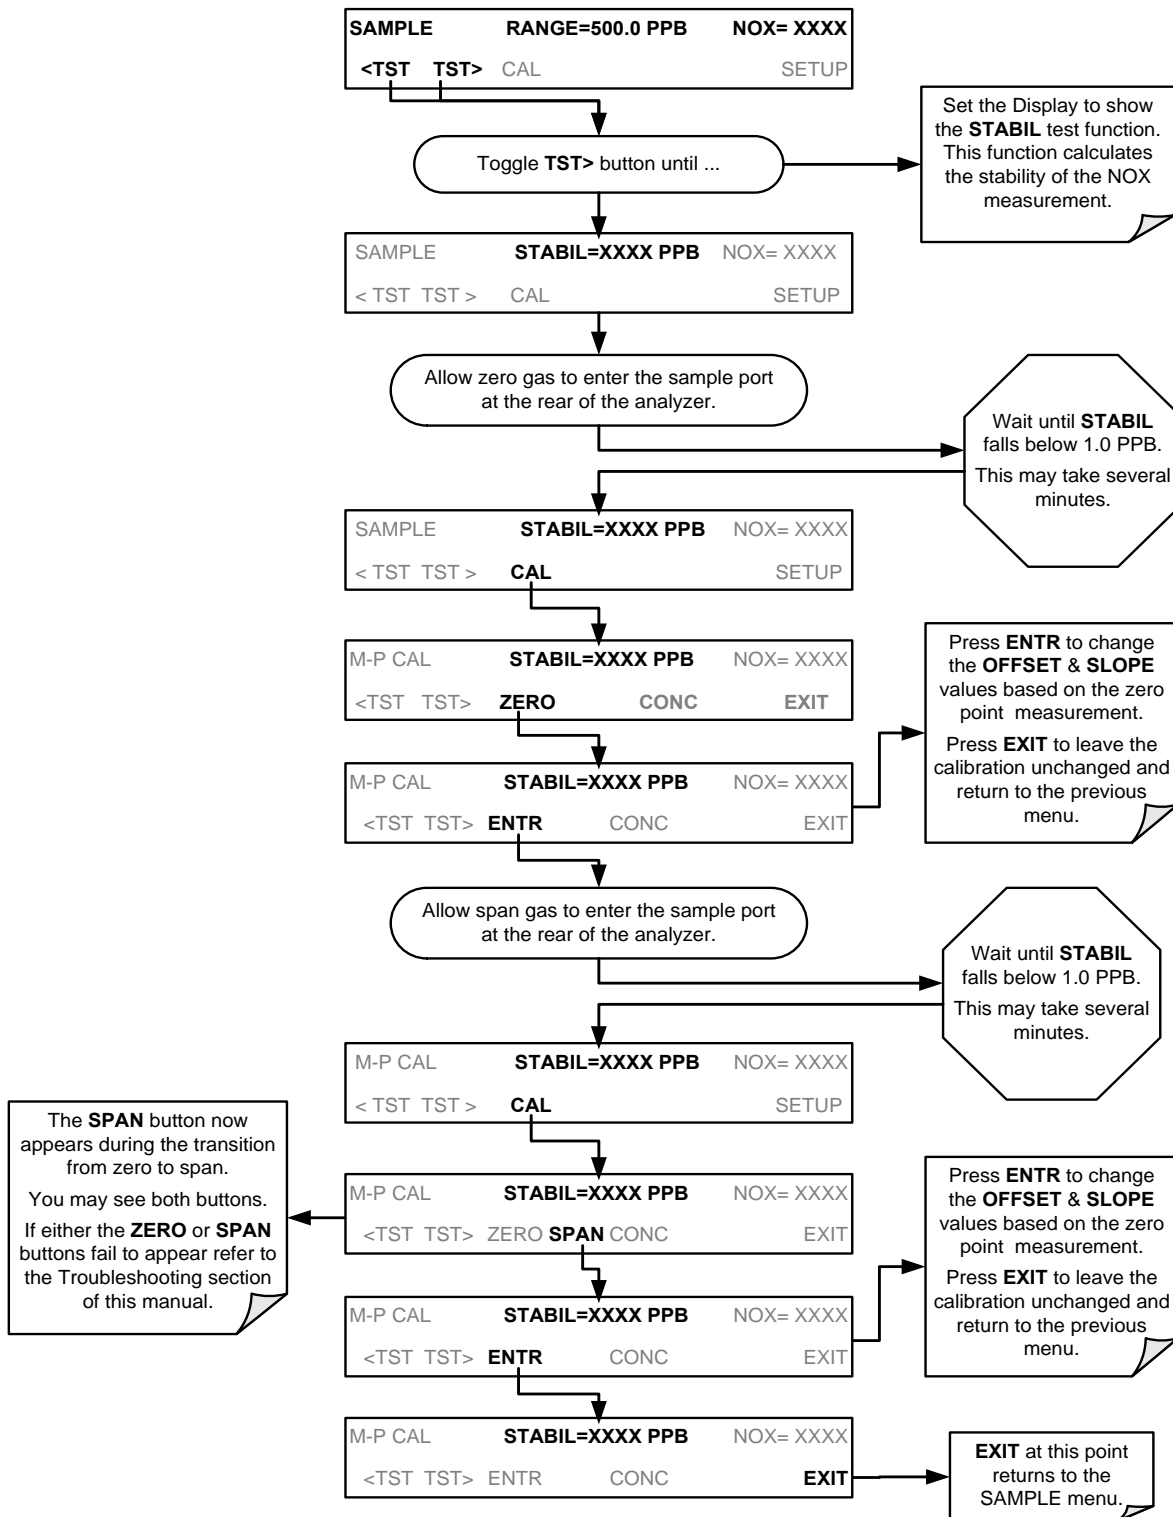 SAMPLE RANGE=500.0 PPB NOX= XXXX
<TST TST> CAL SETUP
Set the Display to show
the STABIL test function.
This function calculates
the stability of the NOX
measurement.
Toggle TST> button until ...
SAMPLE STABIL=XXXX PPB NOX= XXXX
< TST TST > CAL SETUP
Allow zero gas to enter the sample port
at the rear of the analyzer.
Wait until STABIL
falls below 1.0 PPB.
This may take several
minutes.
SAMPLE STABIL=XXXX PPB NOX= XXXX
< TST TST > CAL SETUP
M-P CAL STABIL=XXXX PPB NOX= XXXX
<TST TST> ZERO CONC EXIT
Press ENTR to change
the OFFSET & SLOPE
values based on the zero
point measurement.
Press EXIT to leave the
calibration unchanged and
return to the previous
menu.
M-P CAL STABIL=XXXX PPB NOX= XXXX
<TST TST> ENTR CONC EXIT
Allow span gas to enter the sample port
at the rear of the analyzer.
Wait until STABIL
falls below 1.0 PPB.
This may take several
minutes.
M-P CAL STABIL=XXXX PPB NOX= XXXX
< TST TST > CAL SETUP
The SPAN button now
appears during the transition
from zero to span.
You may see both buttons.
If either the ZERO or SPAN
buttons fail to appear refer to
the Troubleshooting section
of this manual.
M-P CAL STABIL=XXXX PPB NOX= XXXX
<TST TST> ZERO SPAN CONC EXIT
Press ENTR to change
the OFFSET & SLOPE
values based on the zero
point measurement.
Press EXIT to leave the
calibration unchanged and
return to the previous
menu.
M-P CAL STABIL=XXXX PPB NOX= XXXX
<TST TST> ENTR CONC EXIT
M-P CAL STABIL=XXXX PPB NOX= XXXX
<TST TST> ENTR CONC EXIT
EXIT at this point
returns to the
SAMPLE menu.